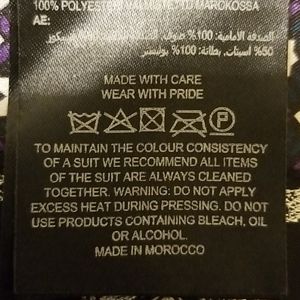 100% POLYESTER
AE:
MADE WITH CARE
WEAR WITH PRIDE
P
TO MAINTAIN THE COLOUR CONSISTENCY
OF A SUIT WE RECOMMEND ALL ITEMS
OF THE SUIT ARE ALWAYS CLEANED
TOGETHER. WARNING: DO NOT APPLY
EXCESS HEAT DURING PRESSING. DO NOT
USE PRODUCTS CONTAINING BLEACH, OIL
OR ALCOHOL.
MADE IN MOROCCO